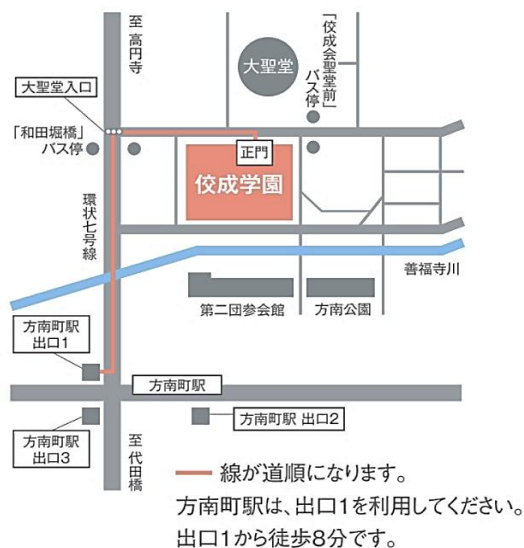 至 高円寺
大聖堂
「佼成会聖堂前」
バス停
大聖堂入口
「和田堀橋」
バス停
正門
佼成学園
環状七号線
善福寺川
第二団参会館
方南公園
方南町駅
出口1
方南町駅
方南町駅 出口2
方南町駅
出口3
至 代田橋
線が道順になります。
方南町駅は、出口1を利用してください。
出口1から徒歩8分です。